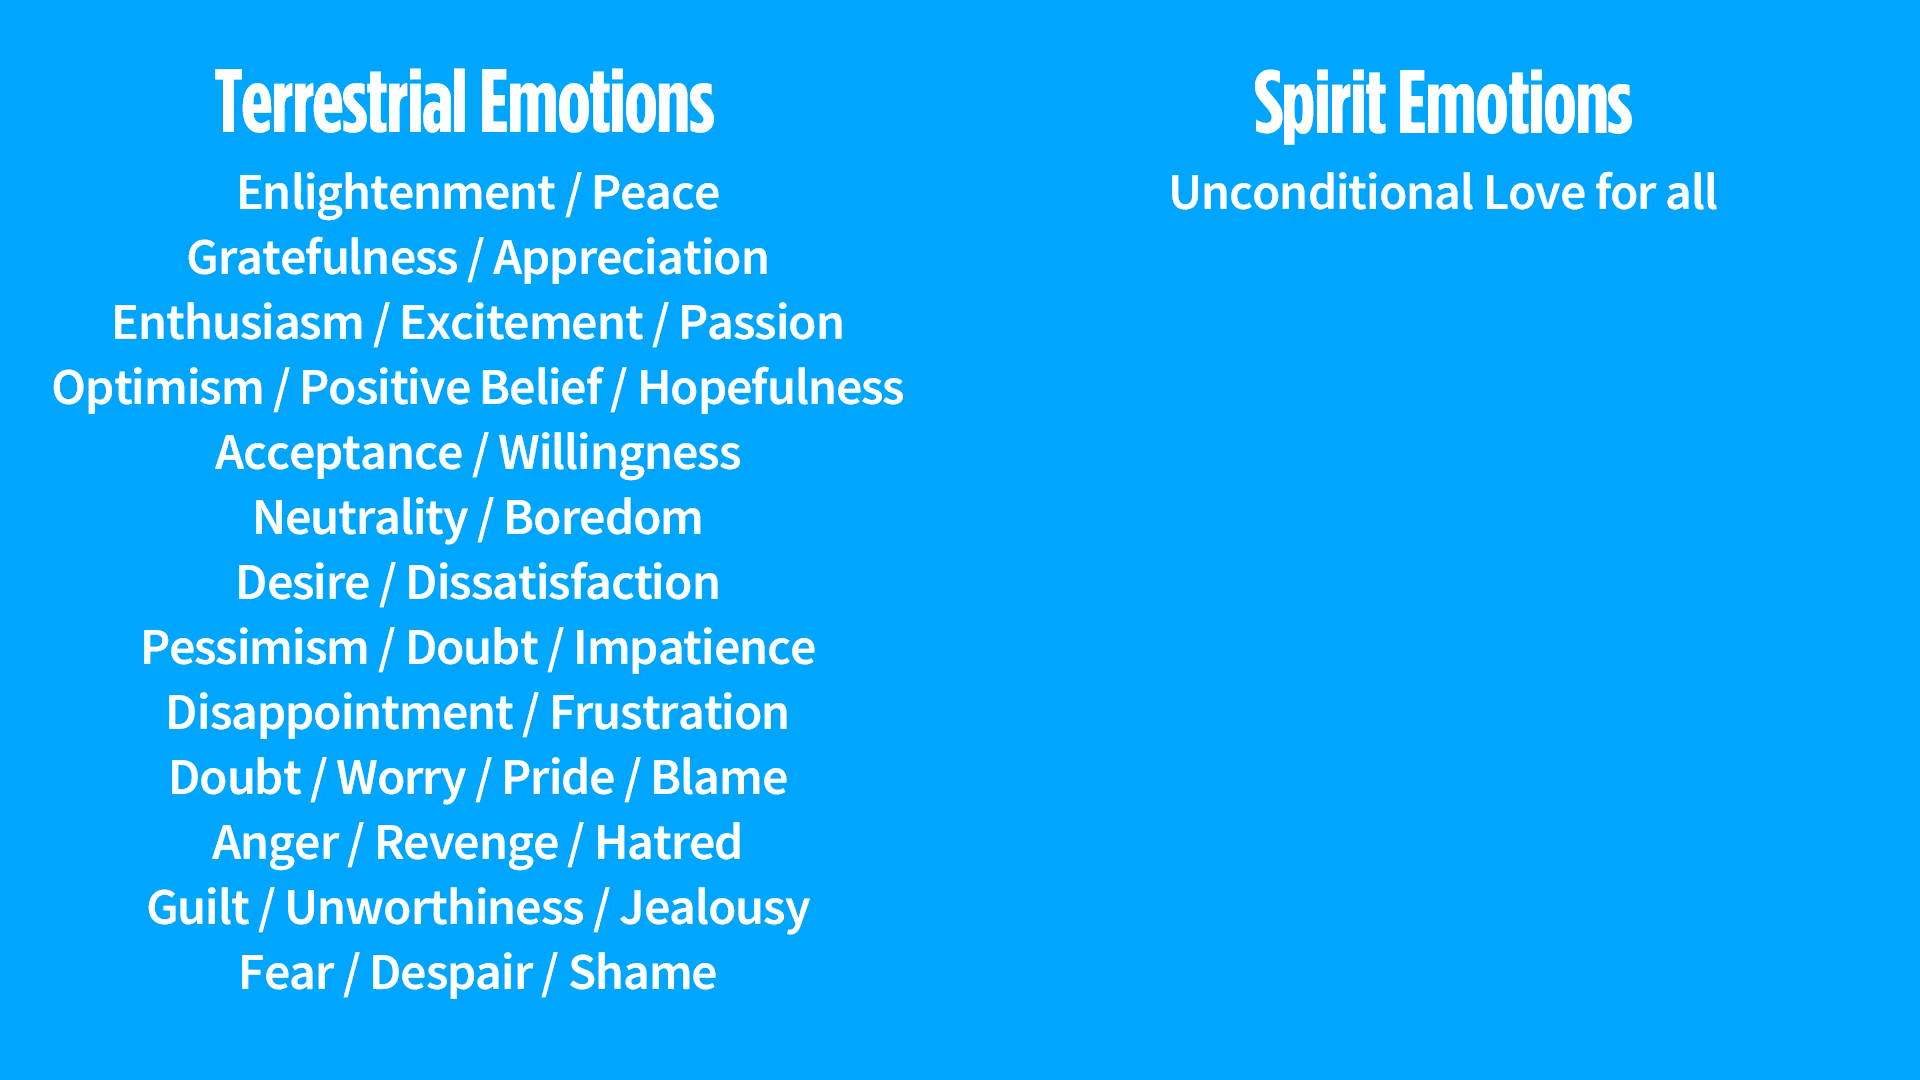 Terrestrial Emotions
Enlightenment / Peace
Gratefulness / Appreciation
Enthusiasm / Excitement / Passion
Optimism / Positive Belief / Hopefulness
Acceptance / Willingness
Neutrality / Boredom
Desire / Dissatisfaction
Pessimism / Doubt / Impatience
Disappointment / Frustration
Doubt / Worry / Pride / Blame
Anger / Revenge / Hatred
Guilt / Unworthiness / Jealousy
Fear / Despair / Shame
Spirit Emotions
Unconditional Love for all